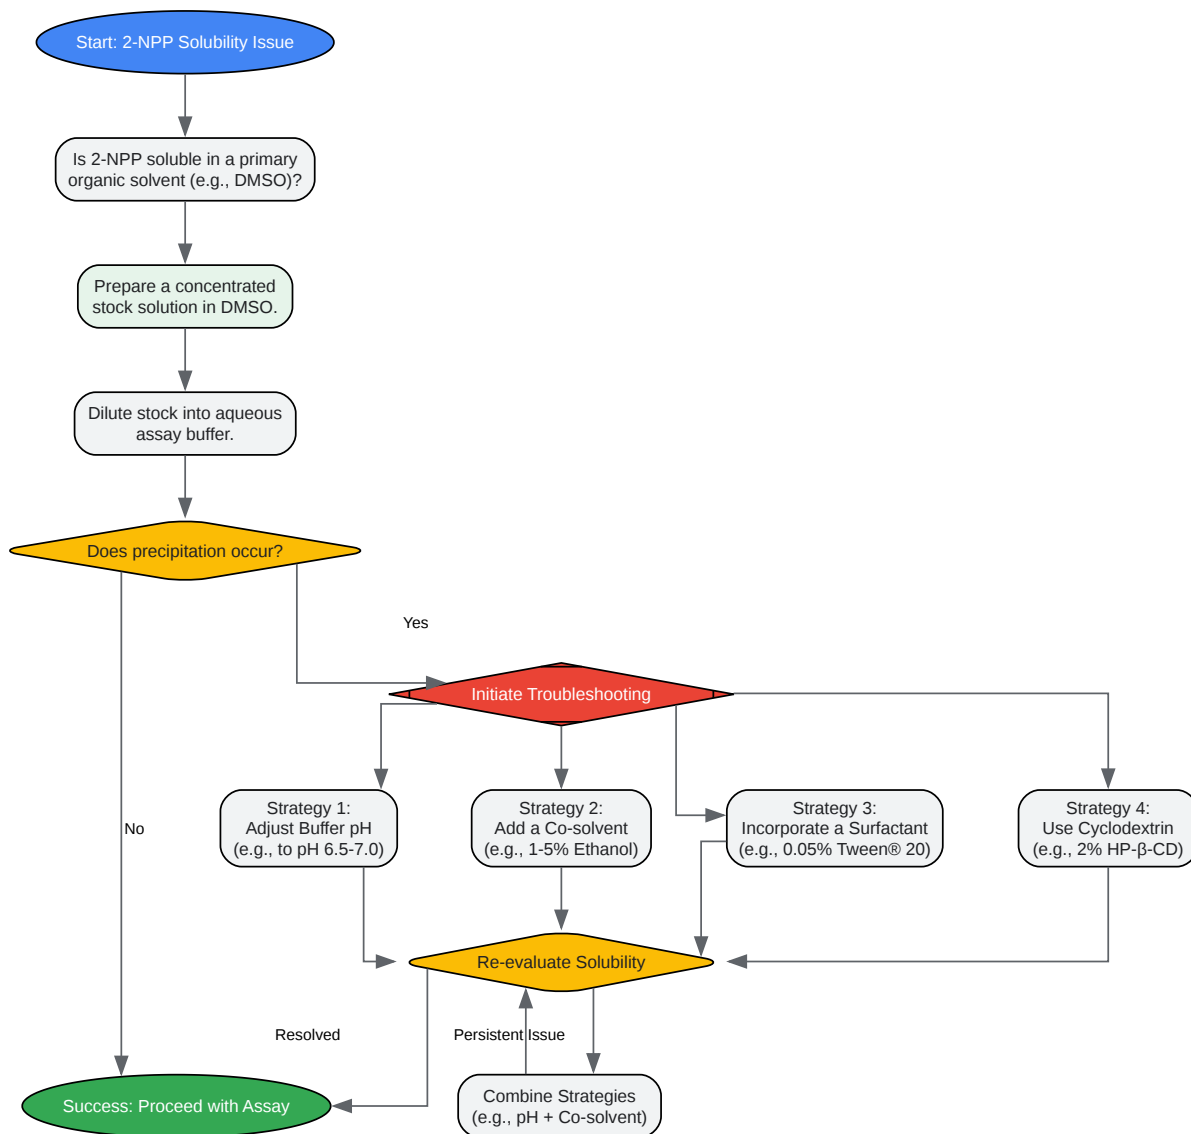 Start: 2-NPP Solubility Issue
Is 2-NPP soluble in a primary
organic solvent (e.g., DMSO)?
Prepare a concentrated
stock solution in DMSO.
Dilute stock into aqueous
assay buffer.
Does precipitation occur?
Yes
Initiate Troubleshooting
No
Strategy 1:
Adjust Buffer pH
(e.g., to pH 6.5-7.0)
Strategy 2:
Add a Co-solvent
(e.g., 1-5% Ethanol)
Strategy 3:
Incorporate a Surfactant
(e.g., 0.05% Tween® 20)
Strategy 4:
Use Cyclodextrin
(e.g., 2% HP-β-CD)
Re-evaluate Solubility
Resolved
Persistent Issue
Success: Proceed with Assay
Combine Strategies
(e.g., pH + Co-solvent)